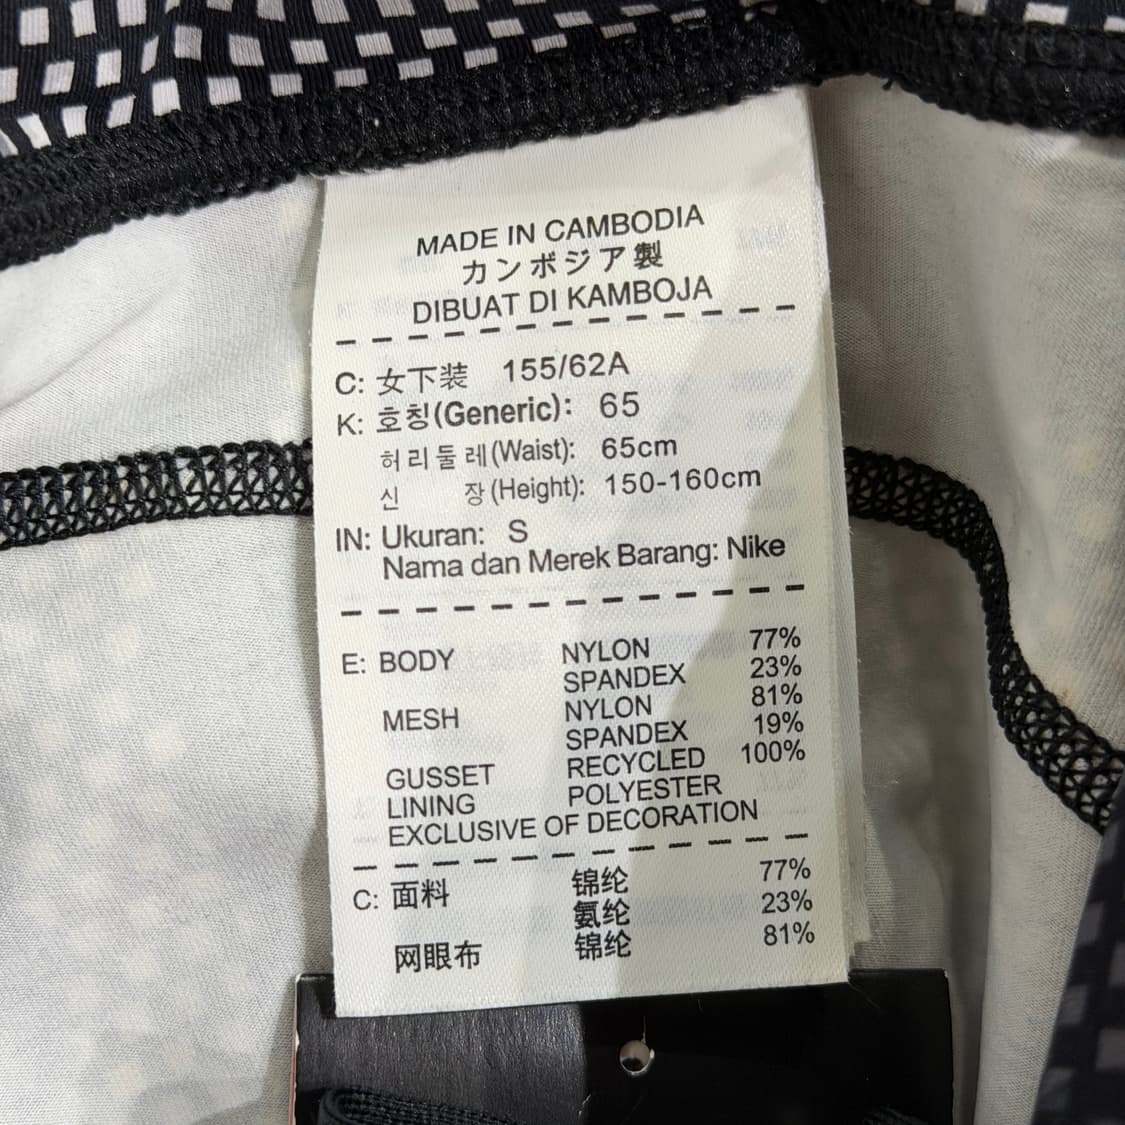 MADE IN CAMBODIA
カンボジア製
DIBUAT DI KAMBOJA
C: 女下装 155/62A
K: 호칭(Generic): 65
허리둘레(Waist): 65cm
신 장(Height): 150-160cm
IN: Ukuran: S
Nama dan Merek Barang: Nike
E: BODY NYLON 77%
SPANDEX 23%
MESH NYLON 81%
SPANDEX 19%
GUSSET RECYCLED 100%
LINING POLYESTER
EXCLUSIVE OF DECORATION
C: 面料 锦纶 77%
氨纶 23%
网眼布 锦纶 81%